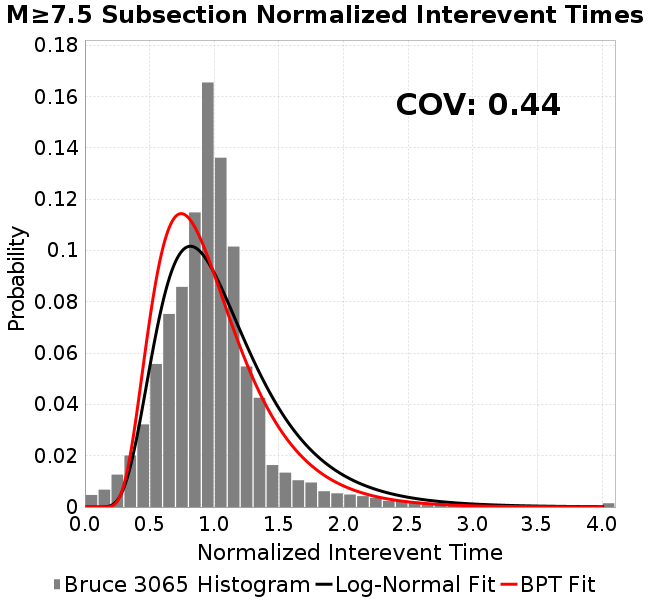 M≥7.5 Subsection Normalized Interevent Times
COV: 0.44
Probability
0.18
0.16
0.14
0.12
0.1
0.08
0.06
0.04
0.02
0
0.0 0.5 1.0 1.5 2.0 2.5 3.0 3.5 4.0
Normalized Interevent Time
Bruce 3065 Histogram Log-Normal Fit BPT Fit